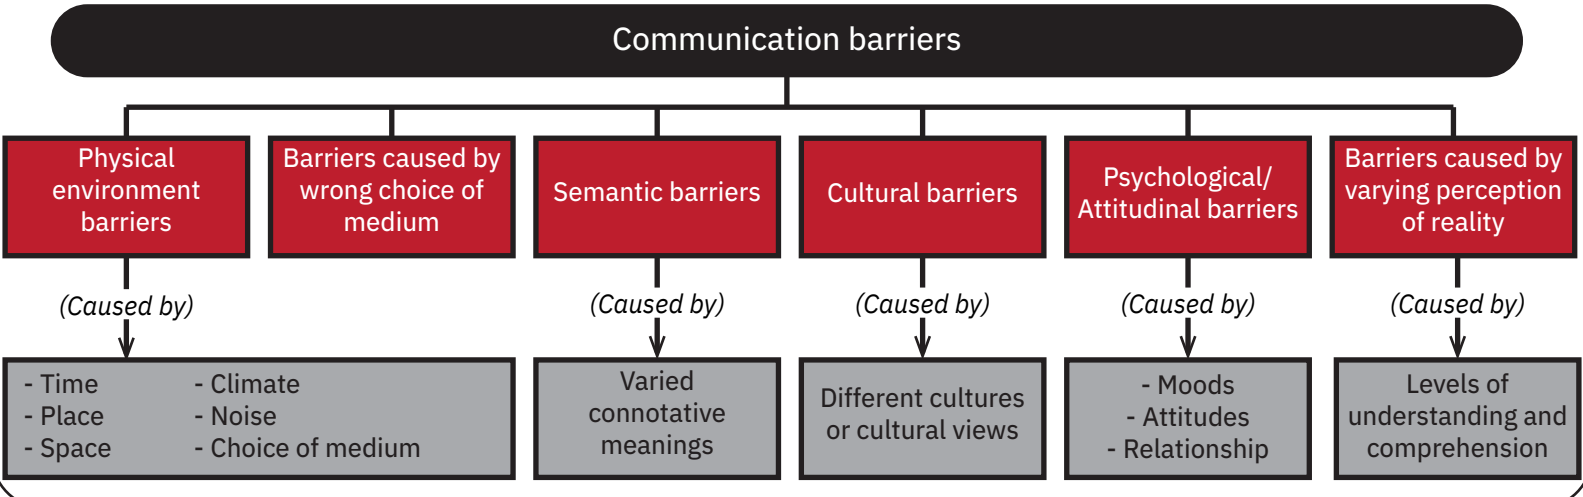 Communication barriers
Physical
environment
barriers
Barriers caused by
wrong choice of
medium
Semantic barriers
Cultural barriers
Psychological/
Attitudinal barriers
Barriers caused by
varying perception
of reality
(Caused by)
(Caused by)
(Caused by)
(Caused by)
(Caused by)
- Time
- Place
- Space
- Climate
- Noise
- Choice of medium
Varied
connotative
meanings
Different cultures
or cultural views
- Moods
- Attitudes
- Relationship
Levels of
understanding and
comprehension